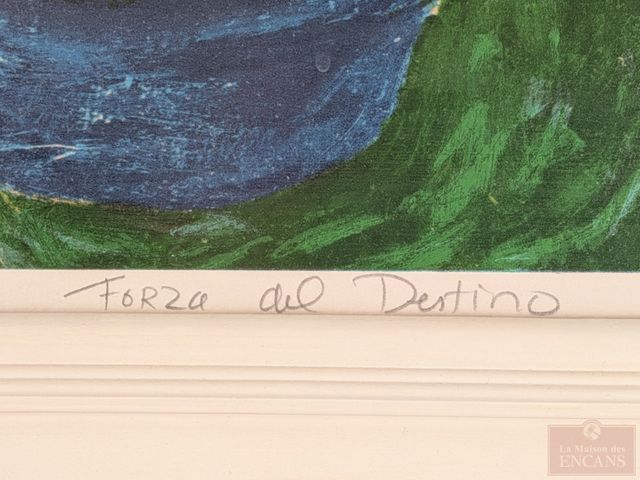 Forza del Destino
La Maison des
ENCANS